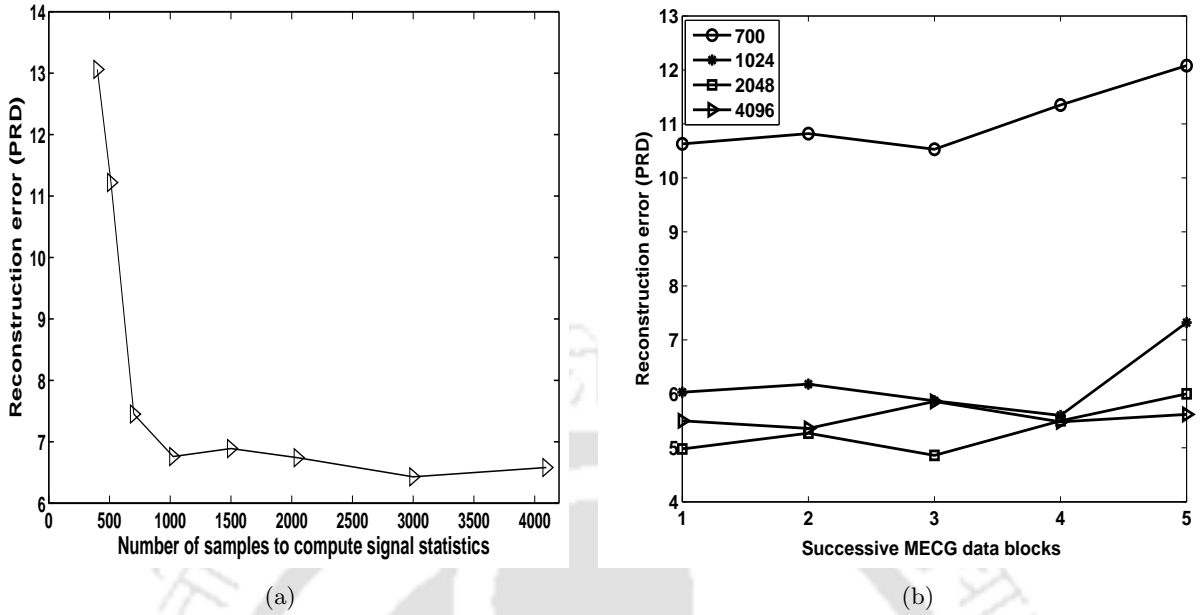 14
13
12
11
10
9
8
7
6
Reconstruction error (PRD)
0 500 1000 1500 2000 2500 3000 3500 4000
Number of samples to compute signal statistics
(a)
13
12
11
10
9
8
7
6
5
4
Reconstruction error (PRD)
700
1024
2048
4096
1 2 3 4 5
Successive MECG data blocks
(b)